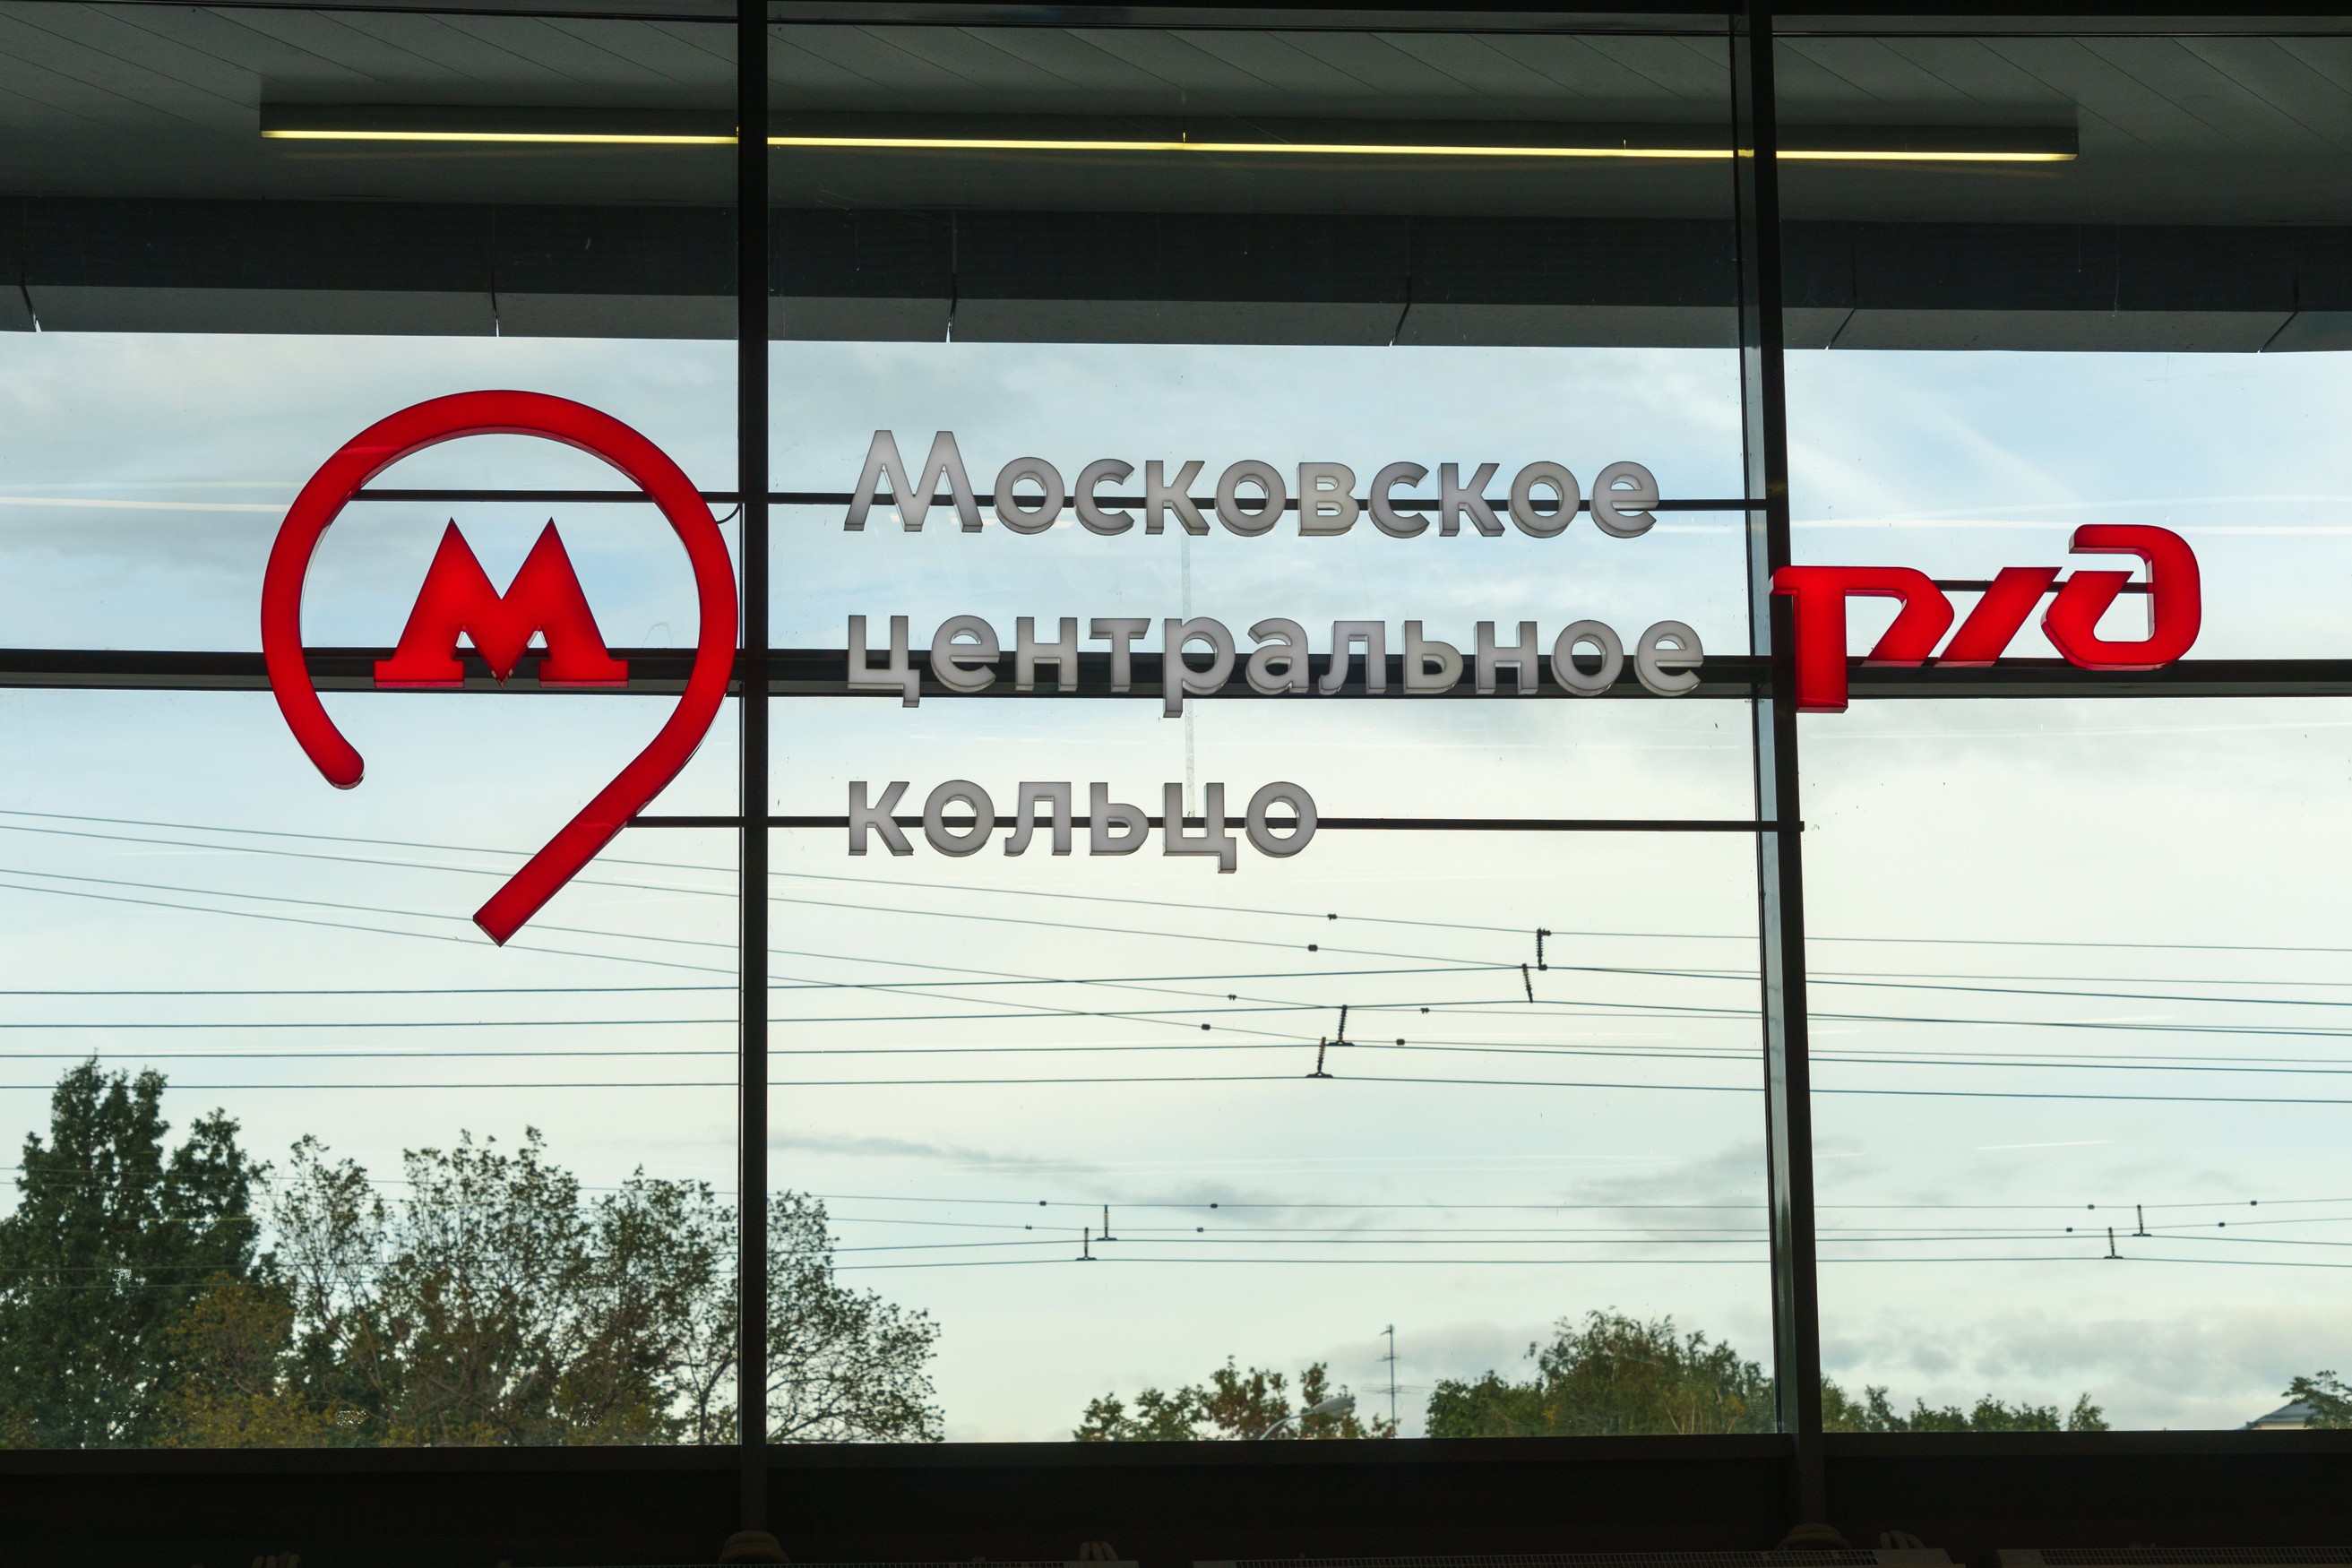 М
Московское
центральное
кольцо
ржд